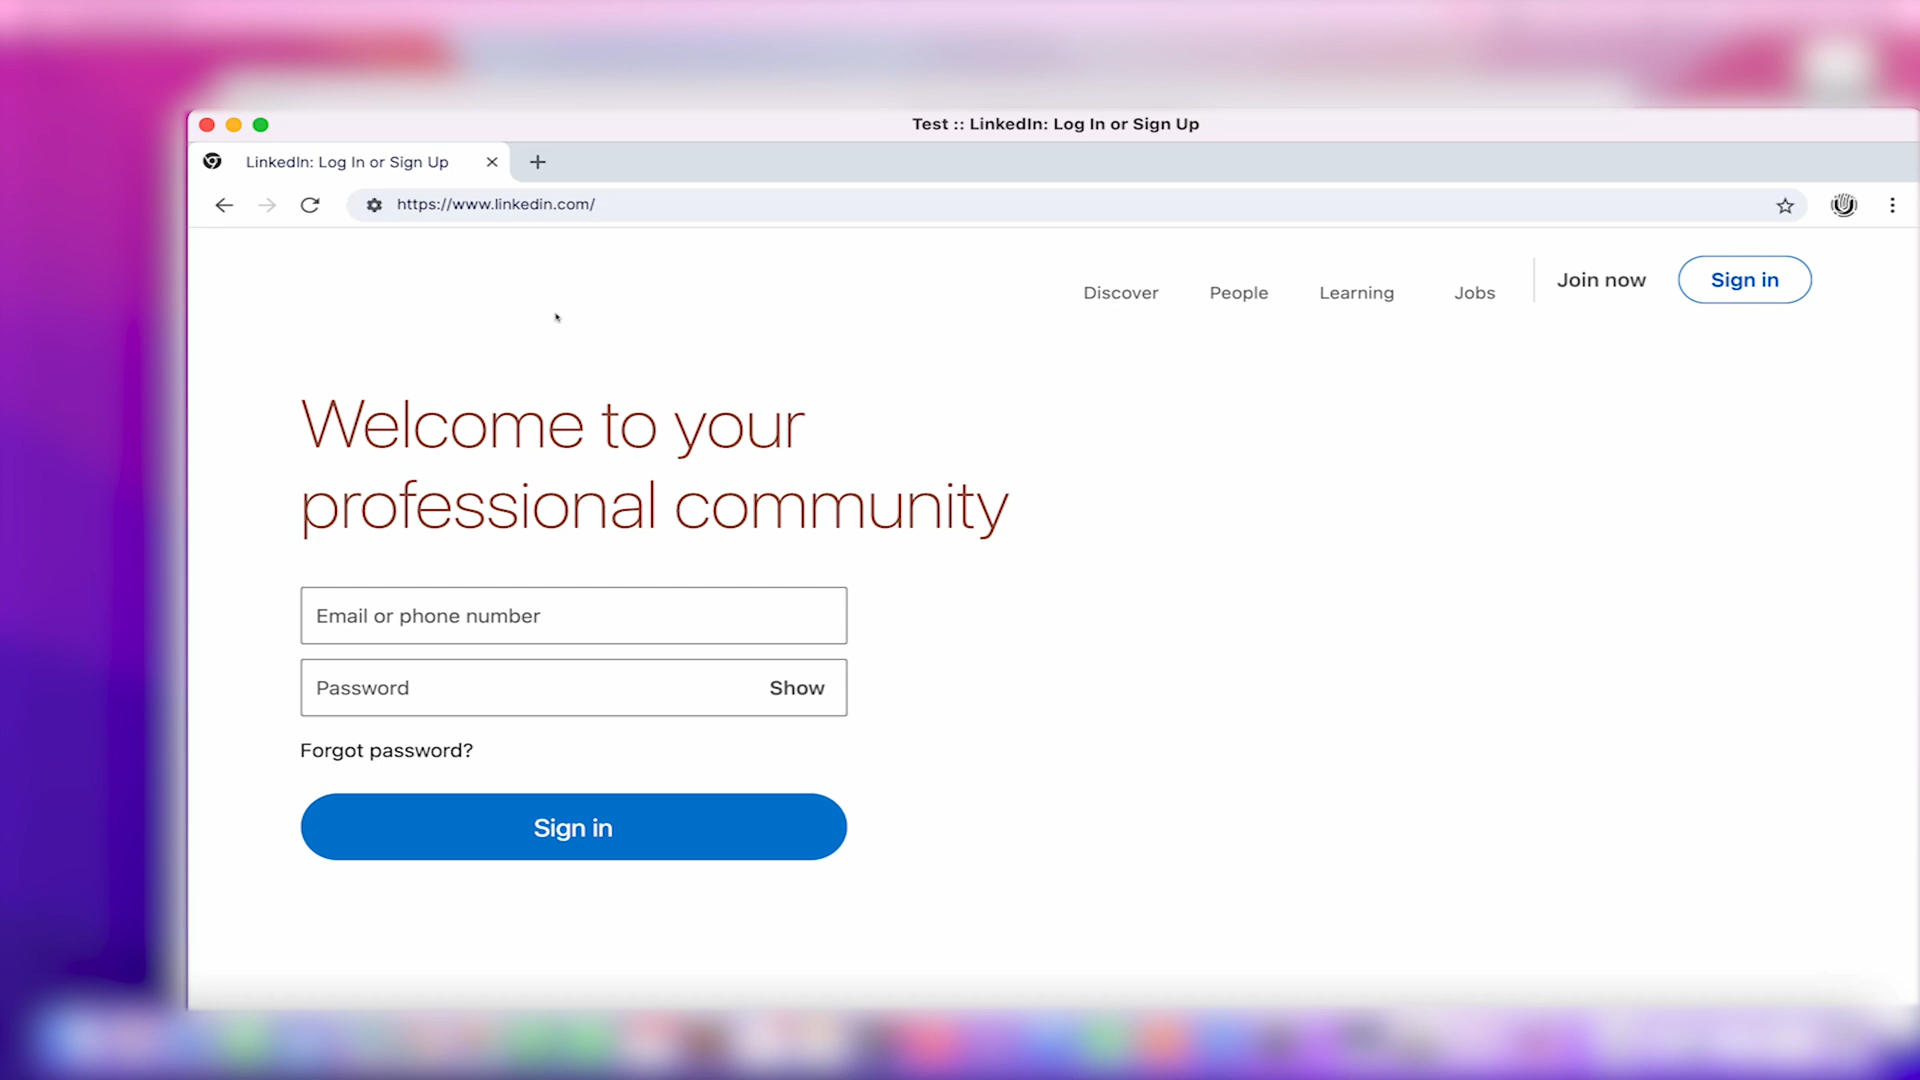 Test :: LinkedIn: Log In or Sign Up
LinkedIn: Log In or Sign Up
https://www.linkedin.com/
Discover
People
Learning
Jobs
Join now
Sign in
Welcome to your
professional community
Email or phone number
Password
Show
Forgot password?
Sign in